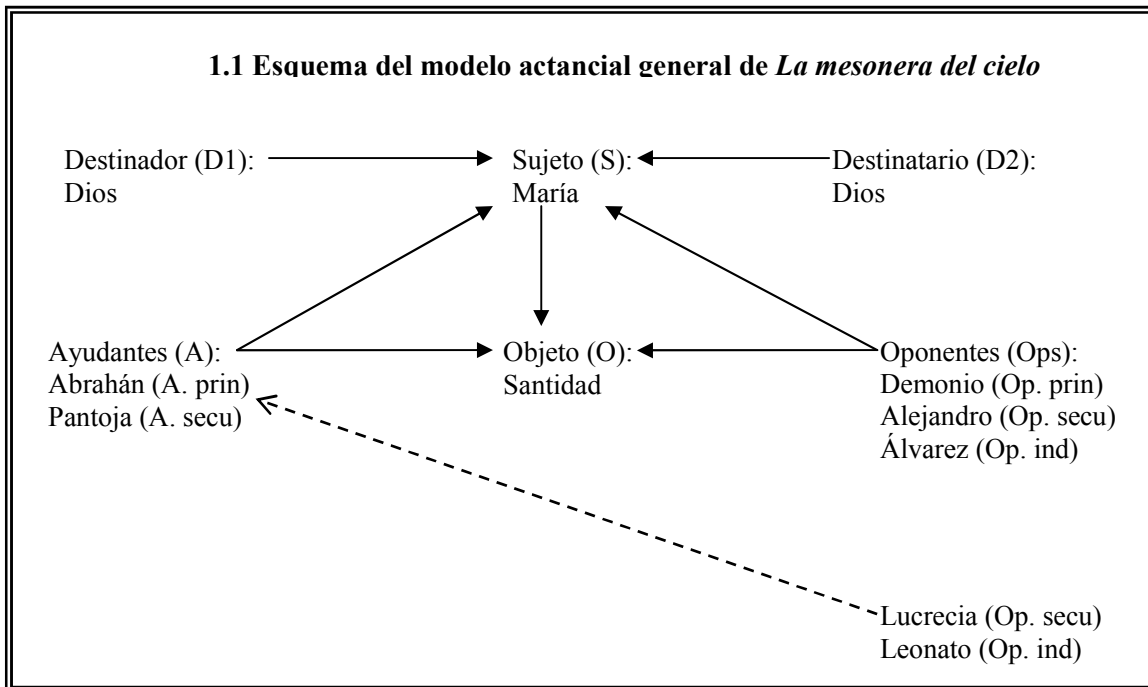 1.1 Esquema del modelo actancial general de La mesonera del cielo
Destinador (D1):
Dios
Sujeto (S):
María
Destinatario (D2):
Dios
Ayudantes (A):
Abrahán (A. prin)
Pantoja (A. secu)
Objeto (O):
Santidad
Oponentes (Ops):
Demonio (Op. prin)
Alejandro (Op. secu)
Álvarez (Op. ind)
Lucrecia (Op. secu)
Leonato (Op. ind)